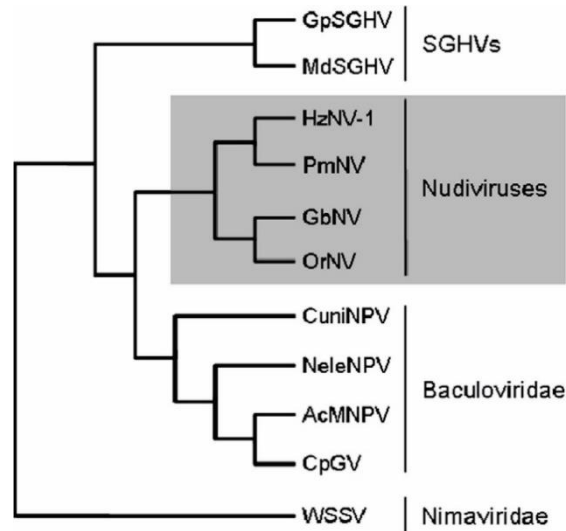 GpSGHV
MdSGHV
SGHVs
HzNV-1
PmNV
GbNV
OrNV
Nudiviruses
CuniNPV
NeleNPV
AcMNPV
CpGV
Baculoviridae
WSSV
Nimaviridae